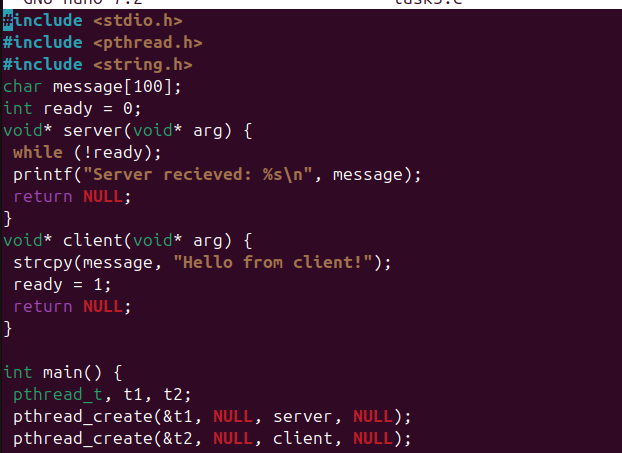 GNU nano 7.2 task5.c
#include <stdio.h>
#include <pthread.h>
#include <string.h>
char message[100];
int ready = 0;
void* server(void* arg) {
 while (!ready);
 printf("Server recieved: %s\n", message);
 return NULL;
}
void* client(void* arg) {
 strcpy(message, "Hello from client!");
 ready = 1;
 return NULL;
}

int main() {
 pthread_t, t1, t2;
 pthread_create(&t1, NULL, server, NULL);
 pthread_create(&t2, NULL, client, NULL);